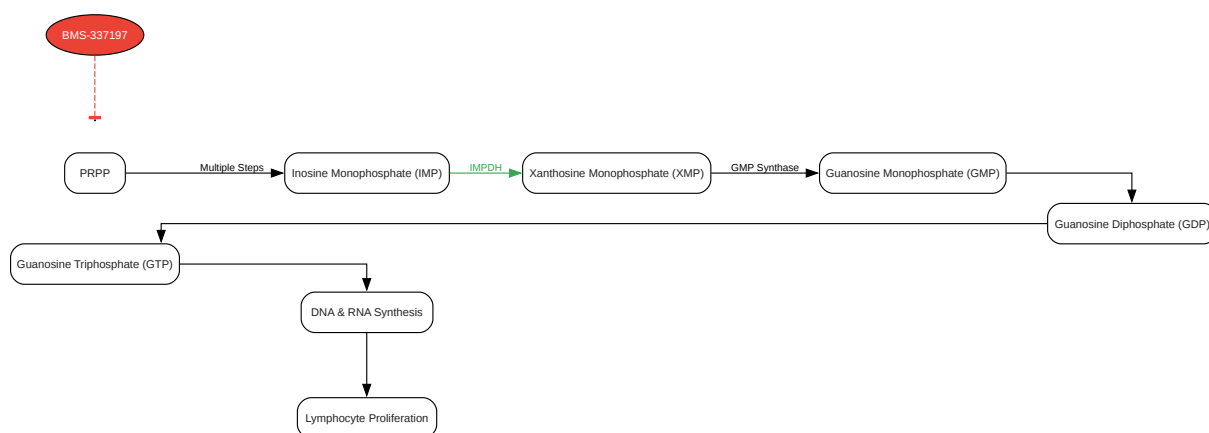 BMS-337197
PRPP
Multiple Steps
Inosine Monophosphate (IMP)
IMPDH
Xanthosine Monophosphate (XMP)
GMP Synthase
Guanosine Monophosphate (GMP)
Guanosine Diphosphate (GDP)
Guanosine Triphosphate (GTP)
DNA & RNA Synthesis
Lymphocyte Proliferation